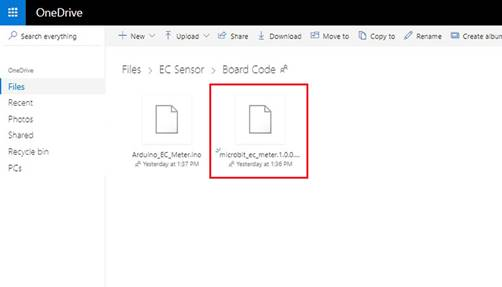 OneDrive
Search everything
New
Upload
Share
Download
Move to
Copy to
Rename
Create albu
OneDrive
Files
Recent
Photos
Shared
Recycle bin
PCs
Files > EC Sensor > Board Code
Arduino_EC_Meter.ino
Yesterday at 1:37 PM
microbit_ec_meter.1.0.0....
Yesterday at 1:36 PM